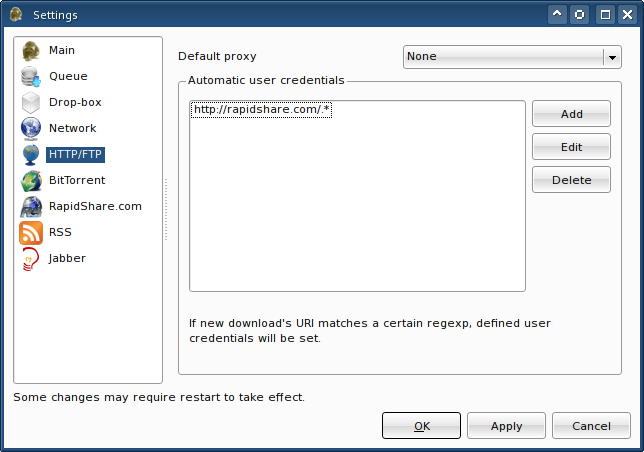 Settings
Main
Queue
Drop-box
Network
HTTP/FTP
BitTorrent
RapidShare.com
RSS
Jabber
Default proxy
None
Automatic user credentials
http://rapidshare.com/.*
Add
Edit
Delete
If new download's URI matches a certain regexp, defined user
credentials will be set.
Some changes may require restart to take effect.
OK
Apply
Cancel